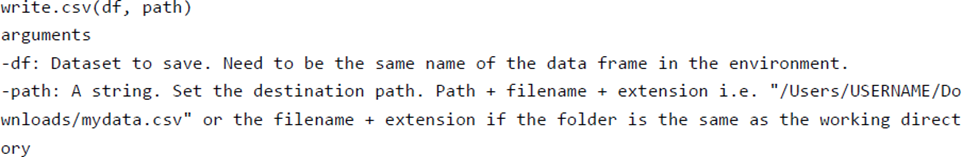 write.csv(df, path)
arguments
-df: Dataset to save. Need to be the same name of the data frame in the environment.
-path: A string. Set the destination path. Path + filename + extension i.e. "/Users/USERNAME/Do
wnloads/mydata.csv" or the filename + extension if the folder is the same as the working direct
ory